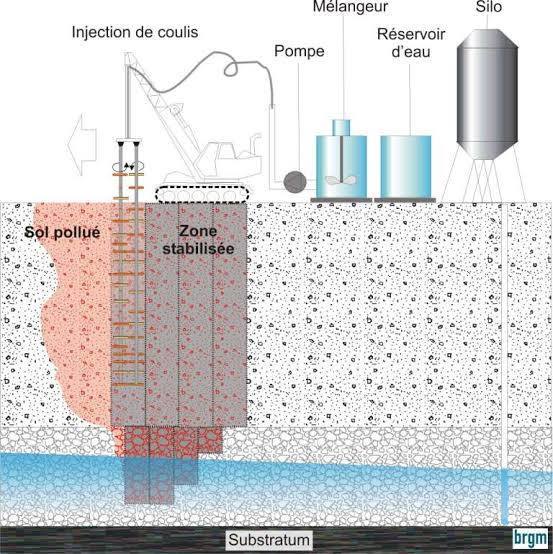 Mélangeur
Silo
Injection de coulis
Réservoir
d'eau
Pompe
Sol pollué
Zone
stabilisée
Substratum
brgm